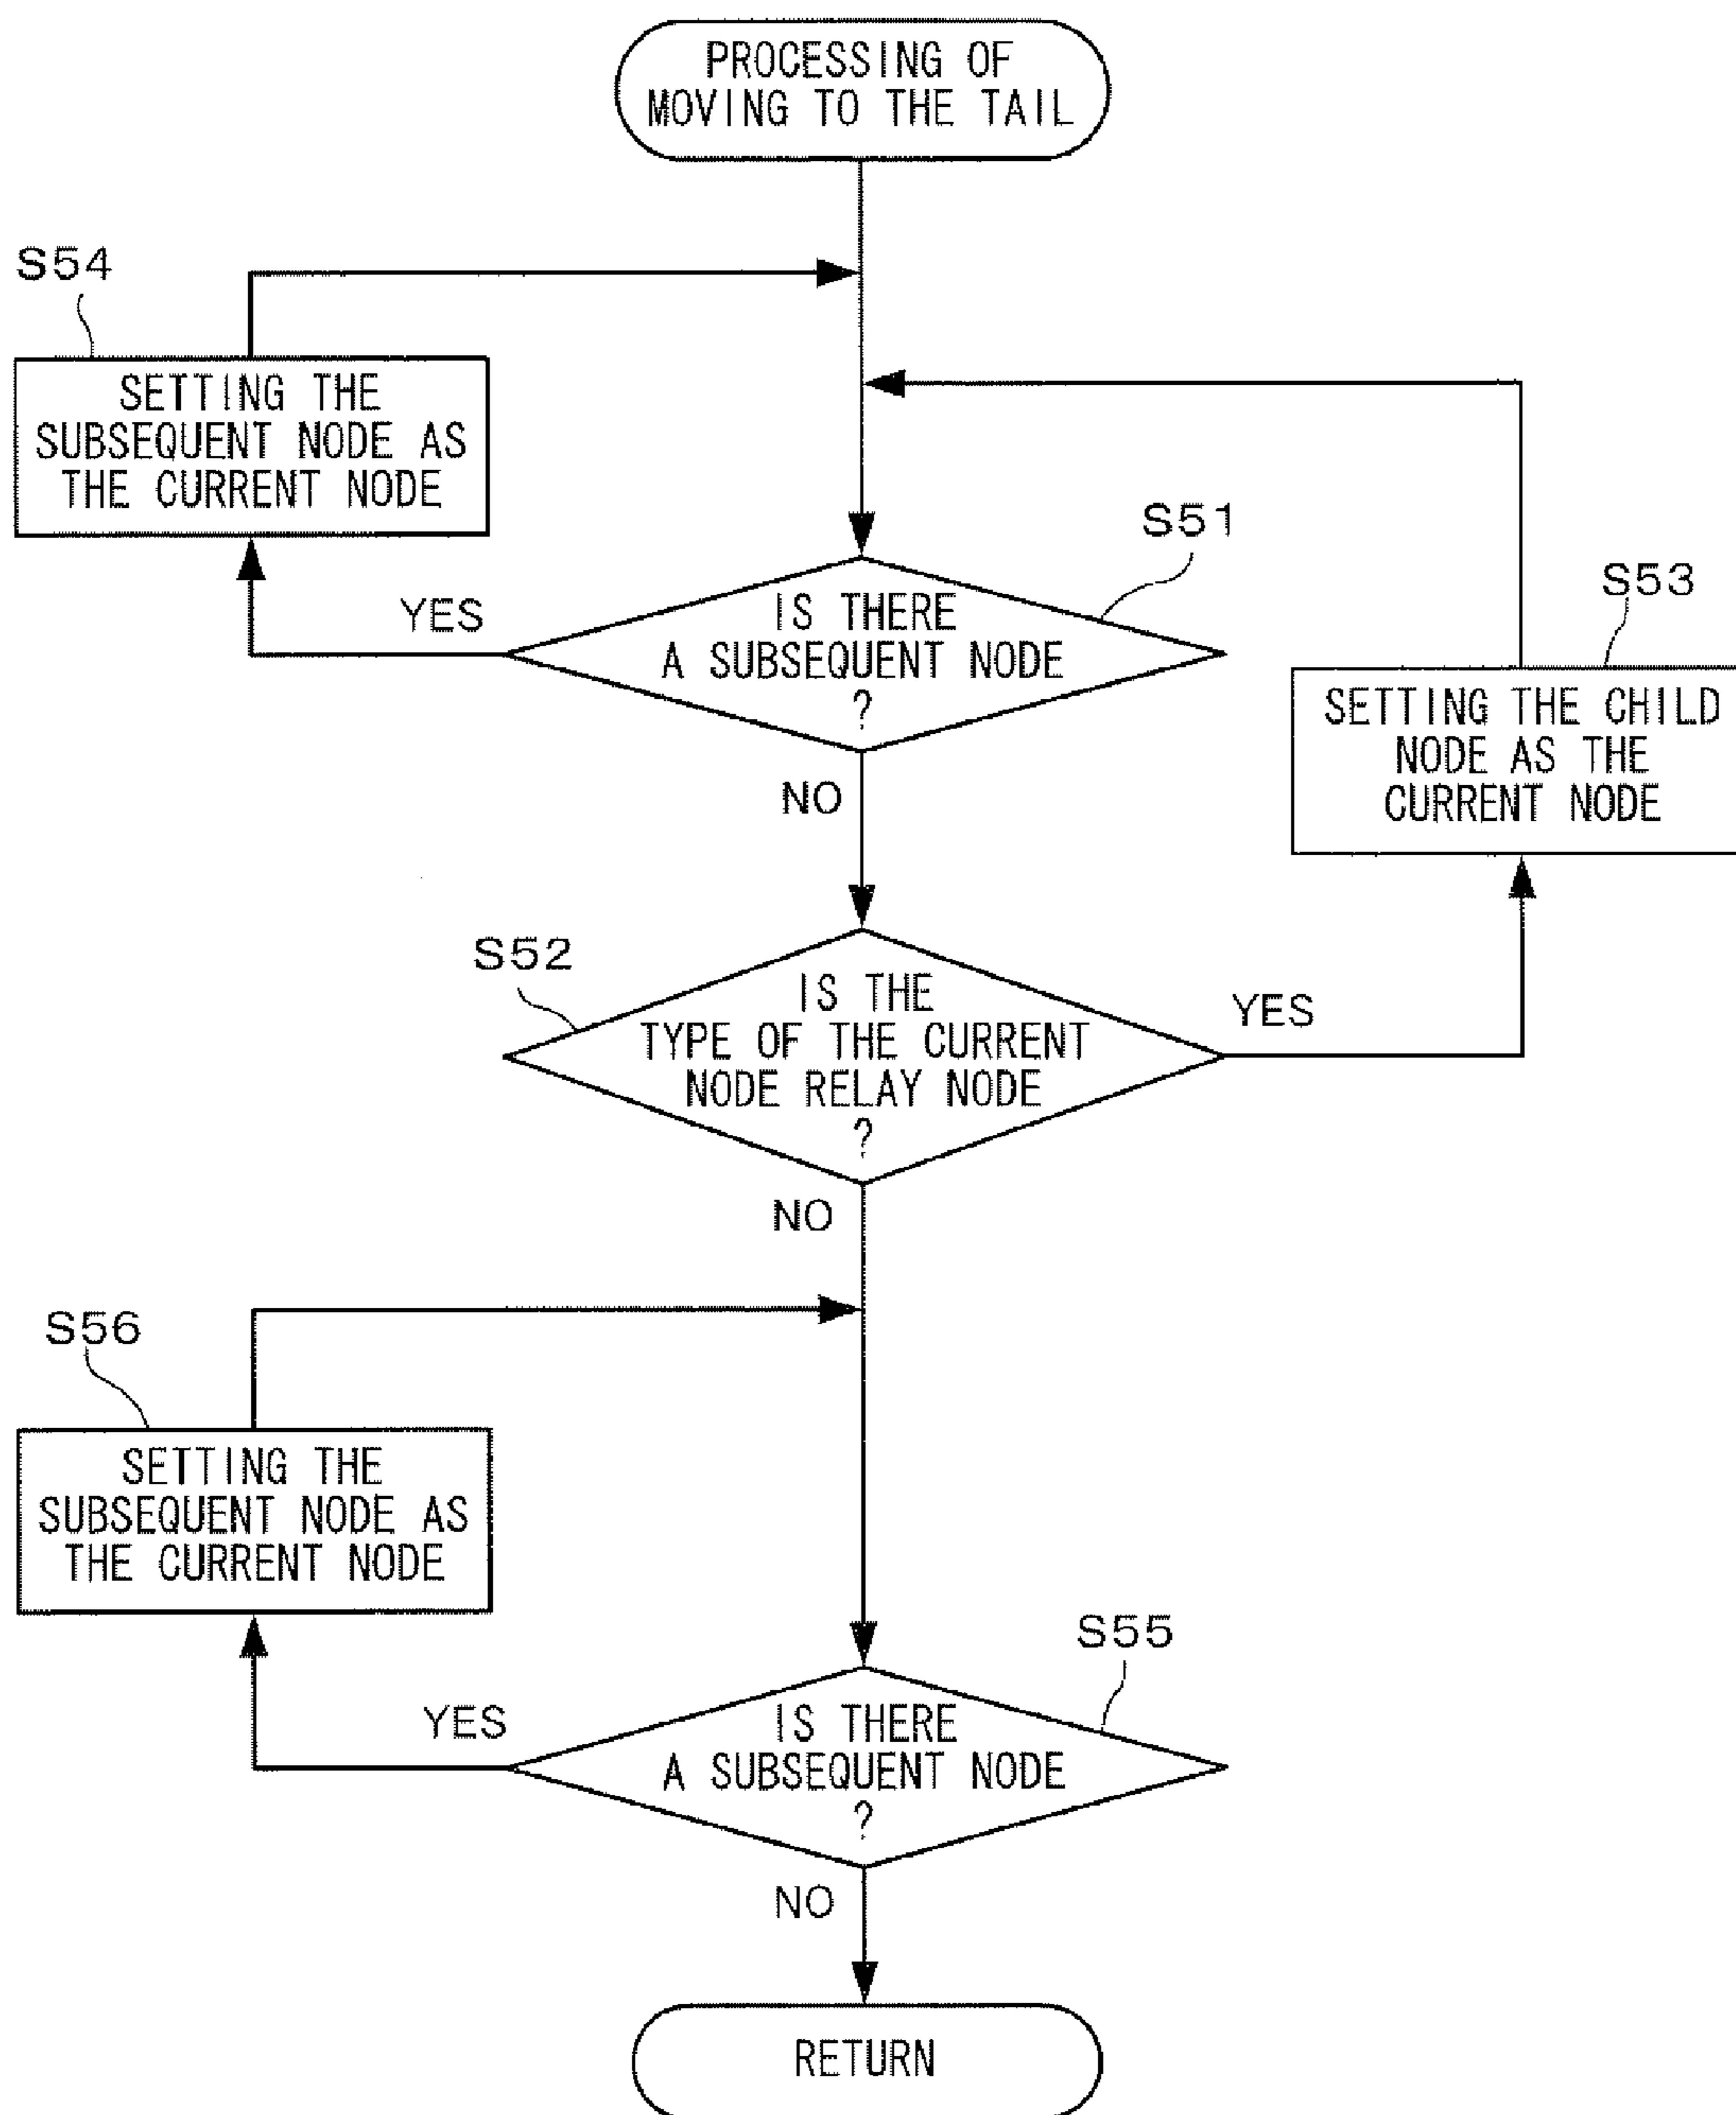 PROCESSING OF
MOVING TO THE TAIL
S54
SETTING THE
SUBSEQUENT NODE AS
THE CURRENT NODE
S51
YES
IS THERE
A SUBSEQUENT NODE
?
S53
SETTING THE CHILD
NODE AS THE
CURRENT NODE
NO
S52
IS THE
TYPE OF THE CURRENT
NODE RELAY NODE
?
YES
NO
S56
SETTING THE
SUBSEQUENT NODE AS
THE CURRENT NODE
S55
YES
IS THERE
A SUBSEQUENT NODE
?
NO
RETURN